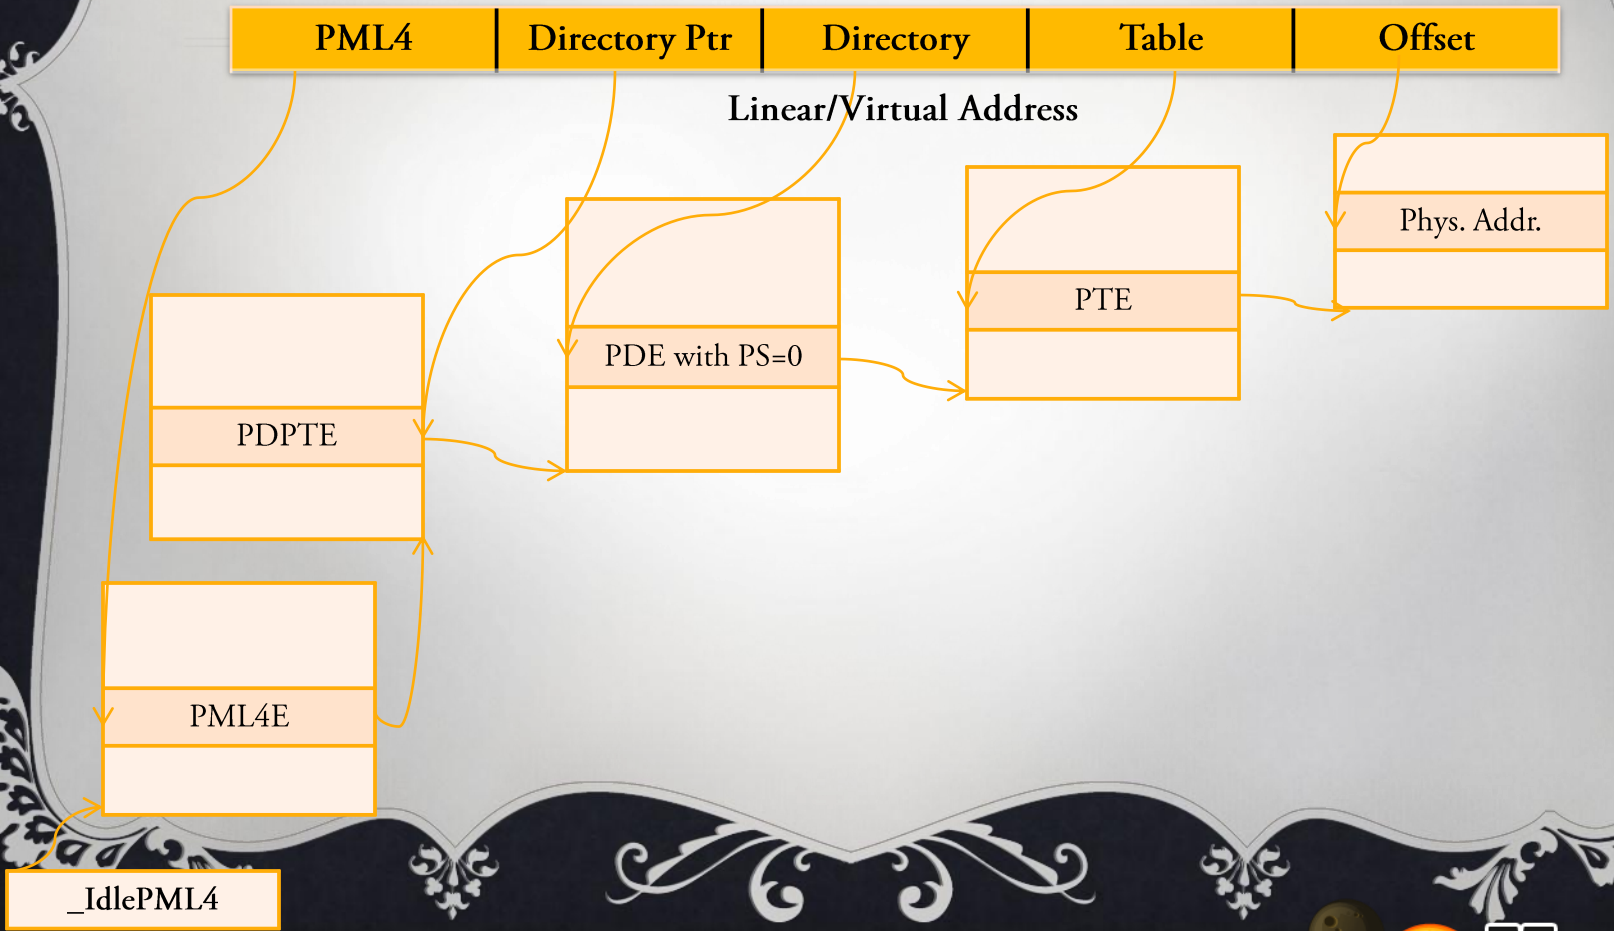 PML4
Directory Ptr
Directory
Table
Offset
Linear/Virtual Address
Phys. Addr.
PTE
PDE with PS=0
PDPTE
PML4E
_IdlePML4